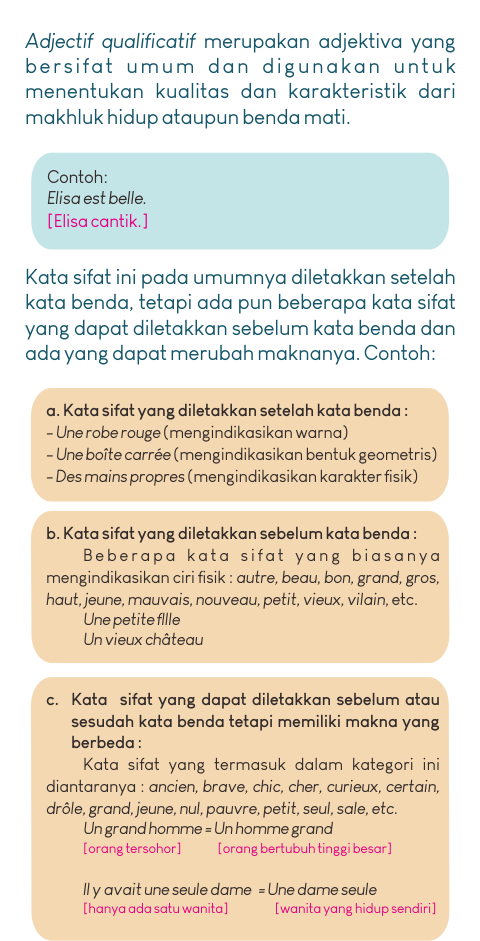 Adjectif qualificatif merupakan adjektiva yang
bersifat umum dan digunakan untuk
menentukan kualitas dan karakteristik dari
makhluk hidup ataupun benda mati.
Contoh:
Elisa est belle.
[Elisa cantik.]
Kata sifat ini pada umumnya diletakkan setelah
kata benda, tetapi ada pun beberapa kata sifat
yang dapat diletakkan sebelum kata benda dan
ada yang dapat merubah maknanya. Contoh:
a. Kata sifat yang diletakkan setelah kata benda :
- Une robe rouge (mengindikasikan warna)
- Une boîte carrée (mengindikasikan bentuk geometris)
- Des mains propres (mengindikasikan karakter fisik)
b. Kata sifat yang diletakkan sebelum kata benda :
Beberapa kata sifat yang biasanya
mengindikasikan ciri fisik : autre, beau, bon, grand, gros,
haut, jeune, mauvais, nouveau, petit, vieux, vilain, etc.
Une petite fllle
Un vieux château
c. Kata sifat yang dapat diletakkan sebelum atau
sesudah kata benda tetapi memiliki makna yang
berbeda :
Kata sifat yang termasuk dalam kategori ini
diantaranya : ancien, brave, chic, cher, curieux, certain,
drôle, grand, jeune, nul, pauvre, petit, seul, sale, etc.
Un grand homme = Un homme grand
[orang tersohor] [orang bertubuh tinggi besar]
Il y avait une seule dame = Une dame seule
[hanya ada satu wanita] [wanita yang hidup sendiri]